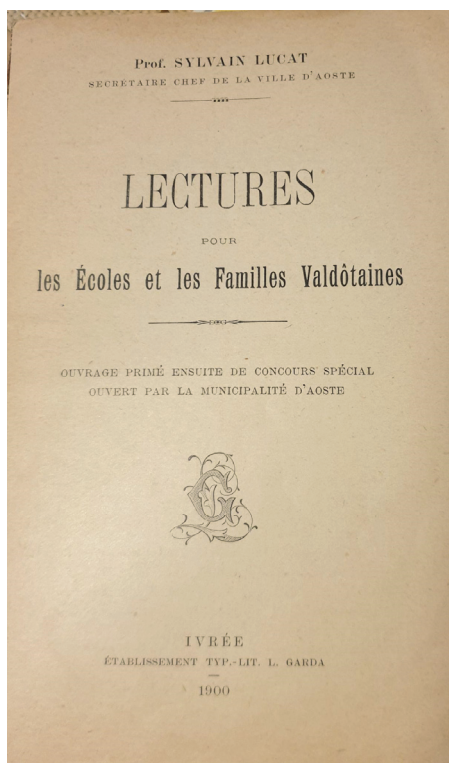 Prof. SYLVAIN LUCAT
SECRÉTAIRE CHEF DE LA VILLE D'AOSTE
LECTURES
POUR
les Écoles et les Familles Valdôtaines
OUVRAGE PRIMÉ ENSUITE DE CONCOURS SPÉCIAL
OUVERT PAR LA MUNICIPALITÉ D'AOSTE
IVRÉE
ÉTABLISSEMENT TYP.-LIT. L. GARDA
1900